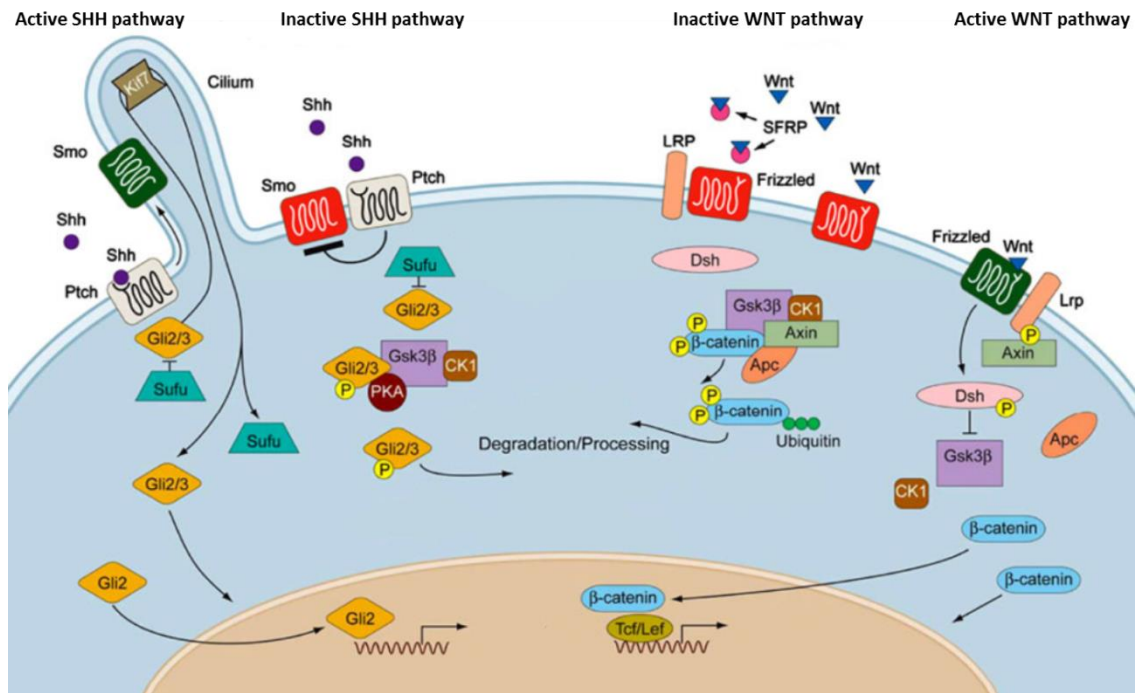 Active SHH pathway
Inactive SHH pathway
Inactive WNT pathway
Active WNT pathway
Kif7
Cilium
Smo
Shh
Shh
Ptch
Gli2/3
Sufu
Sufu
Gli2/3
Gli2
Gli2
Shh
Shh
Smo
Ptch
Sufu
Gli2/3
Gli2/3
Gsk3β
CK1
P
PKA
Gli2/3
P
Degradation/Processing
Wnt
Wnt
SFRP
LRP
Frizzled
Wnt
Dsh
Gsk3β
CK1
P
P
β-catenin
Axin
Apc
P
P
β-catenin
Ubiquitin
Frizzled
Wnt
Lrp
P
Axin
Dsh
P
Apc
Gsk3β
CK1
β-catenin
β-catenin
β-catenin
Tcf/Lef